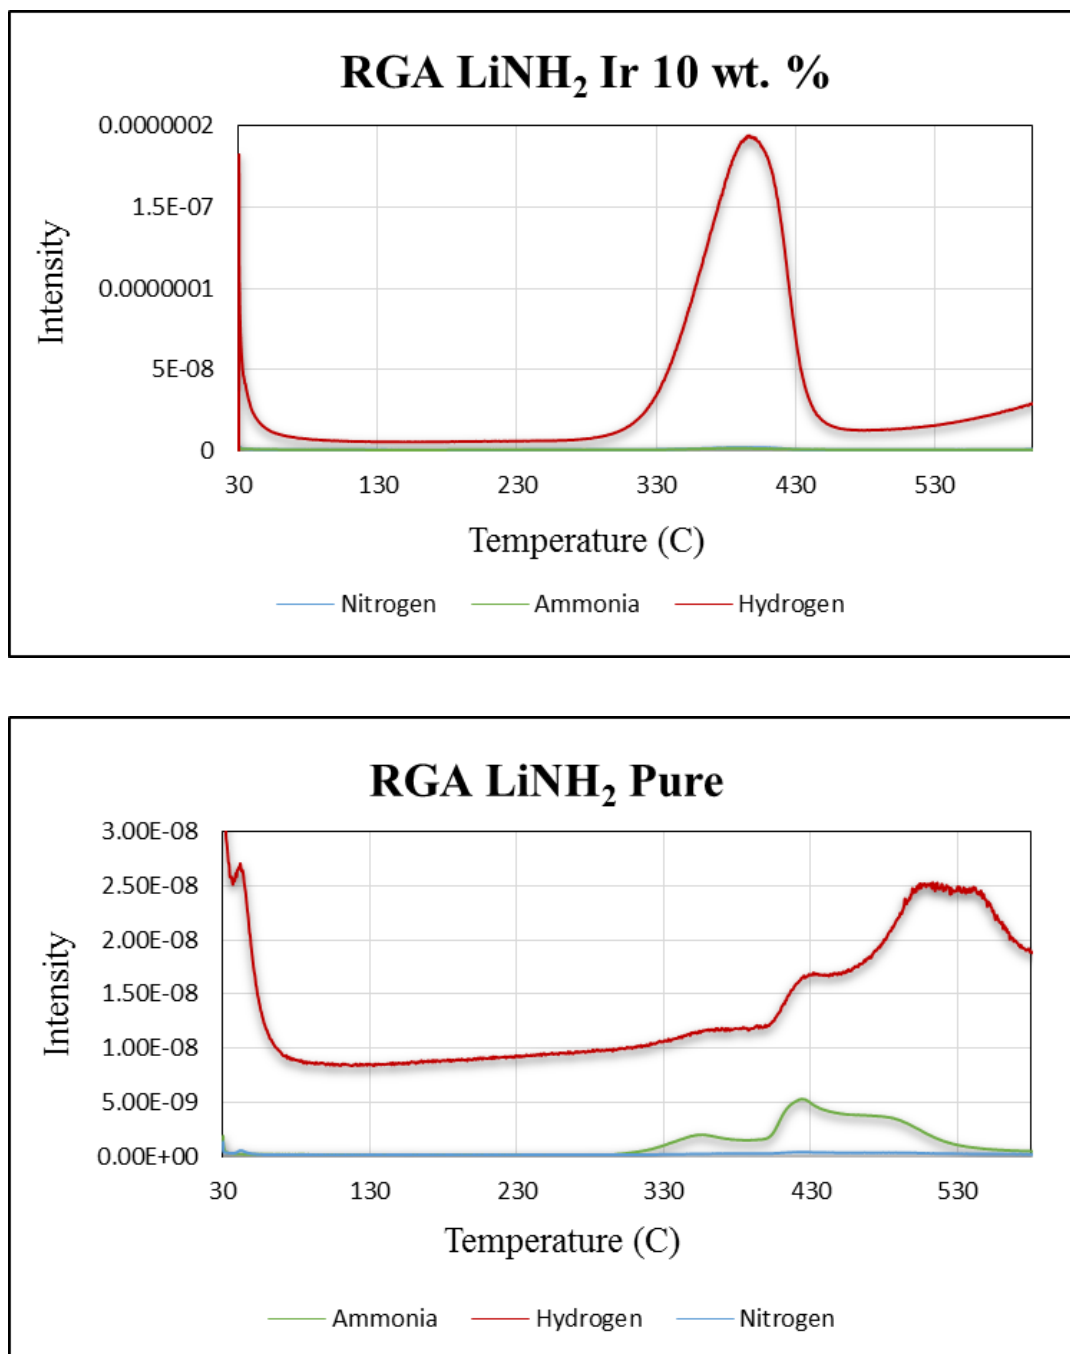 RGA LiNH₂ Ir 10 wt. %
0.0000002
1.5E-07
0.0000001
5E-08
0
Intensity
30 130 230 330 430 530
Temperature (C)
Nitrogen Ammonia Hydrogen
RGA LiNH₂ Pure
3.00E-08
2.50E-08
2.00E-08
1.50E-08
1.00E-08
5.00E-09
0.00E+00
Intensity
30 130 230 330 430 530
Temperature (C)
Ammonia Hydrogen Nitrogen